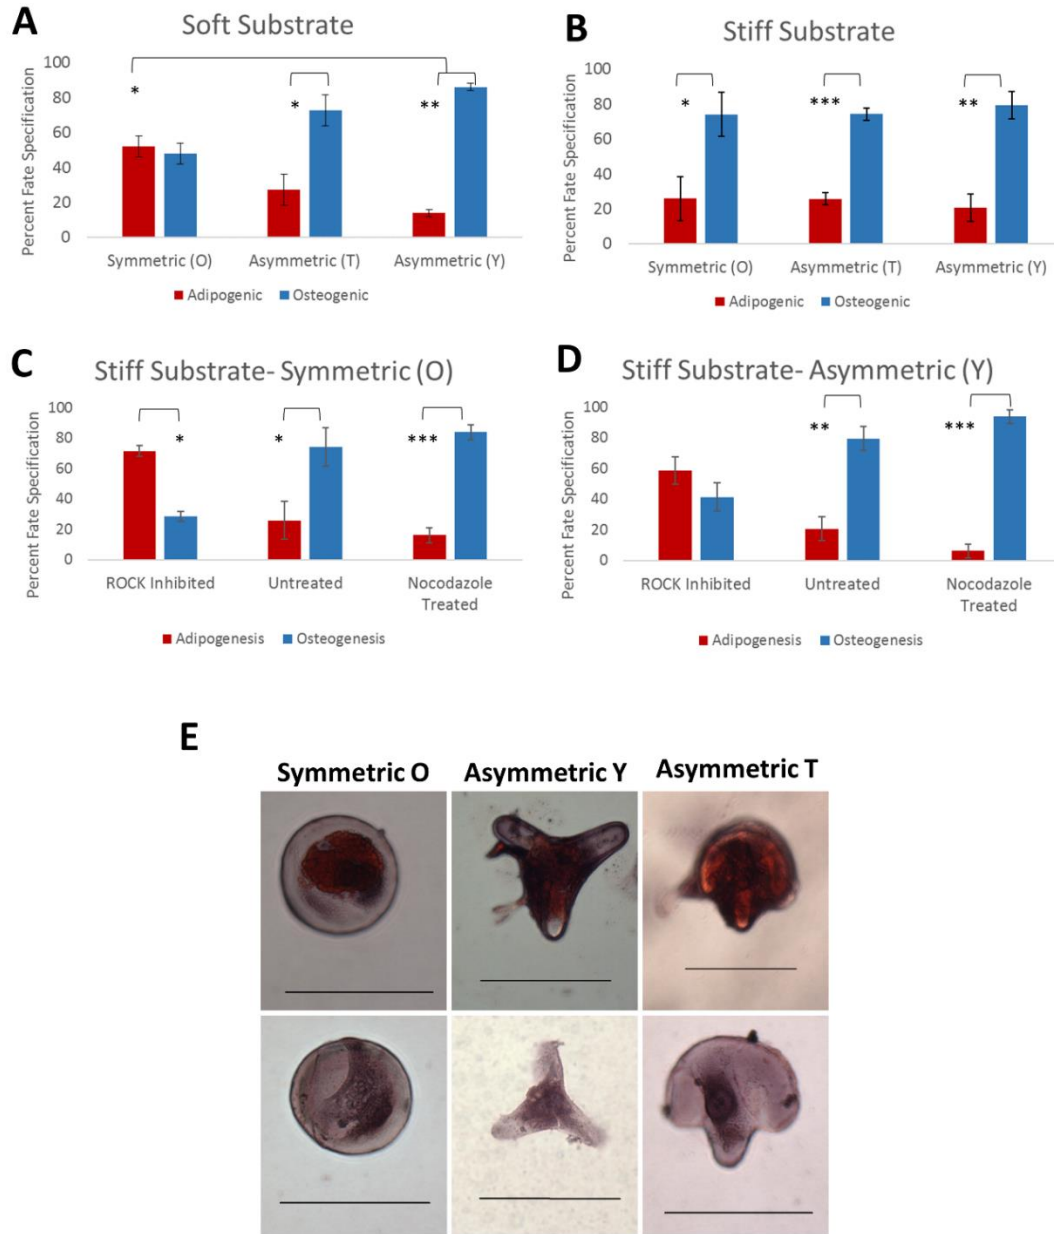 A
Soft Substrate
Percent Fate Specification
100
80
60
40
20
0
*
*
**
Symmetric (O) Asymmetric (T) Asymmetric (Y)
Adipogenic Osteogenic
B
Stiff Substrate
Percent Fate Specification
100
80
60
40
20
0
*
***
**
Symmetric (O) Asymmetric (T) Asymmetric (Y)
Adipogenic Osteogenic
C
Stiff Substrate- Symmetric (O)
Percent Fate Specification
100
80
60
40
20
0
*
*
***
ROCK Inhibited Untreated Nocodazole
Treated
Adipogenesis Osteogenesis
D
Stiff Substrate- Asymmetric (Y)
Percent Fate Specification
100
80
60
40
20
0
**
***
ROCK Inhibited Untreated Nocodazole
Treated
Adipogenesis Osteogenesis
E
Symmetric O Asymmetric Y Asymmetric T